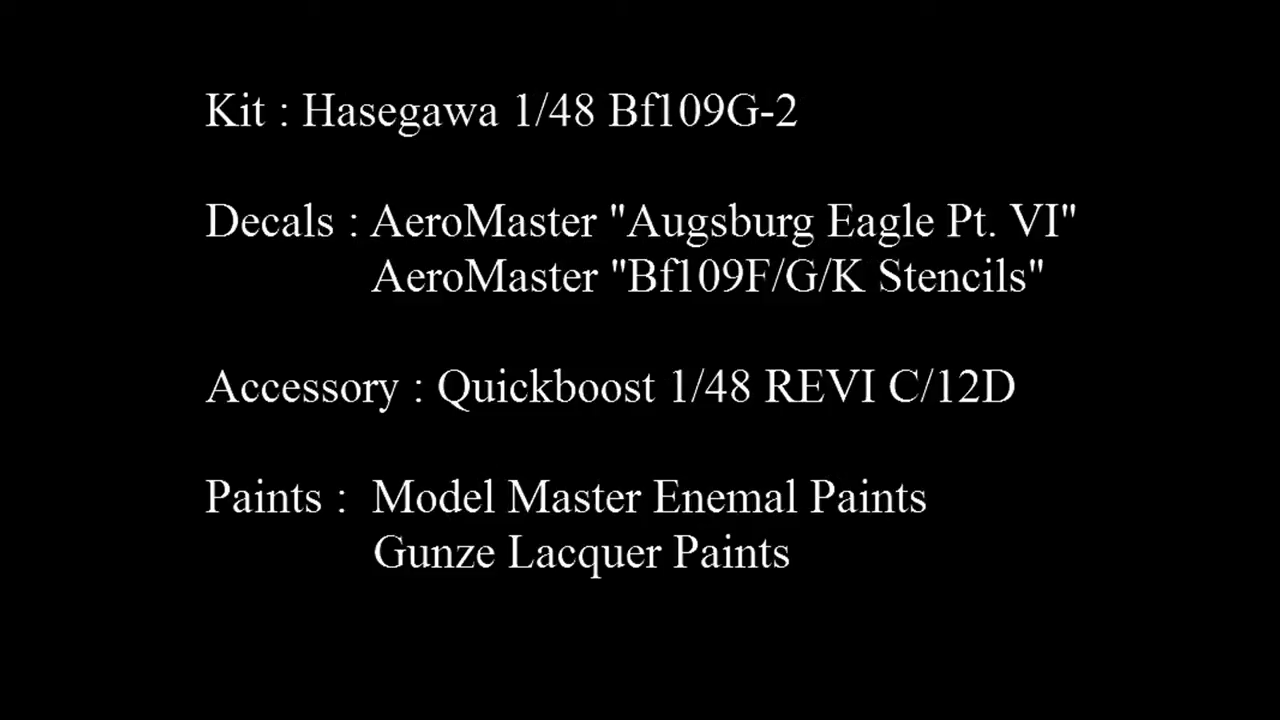 Kit : Hasegawa 1/48 Bf109G-2
Decals : AeroMaster "Augsburg Eagle Pt. VI"
AeroMaster "Bf109F/G/K Stencils"
Accessory : Quickboost 1/48 REVI C/12D
Paints : Model Master Enemal Paints
Gunze Lacquer Paints